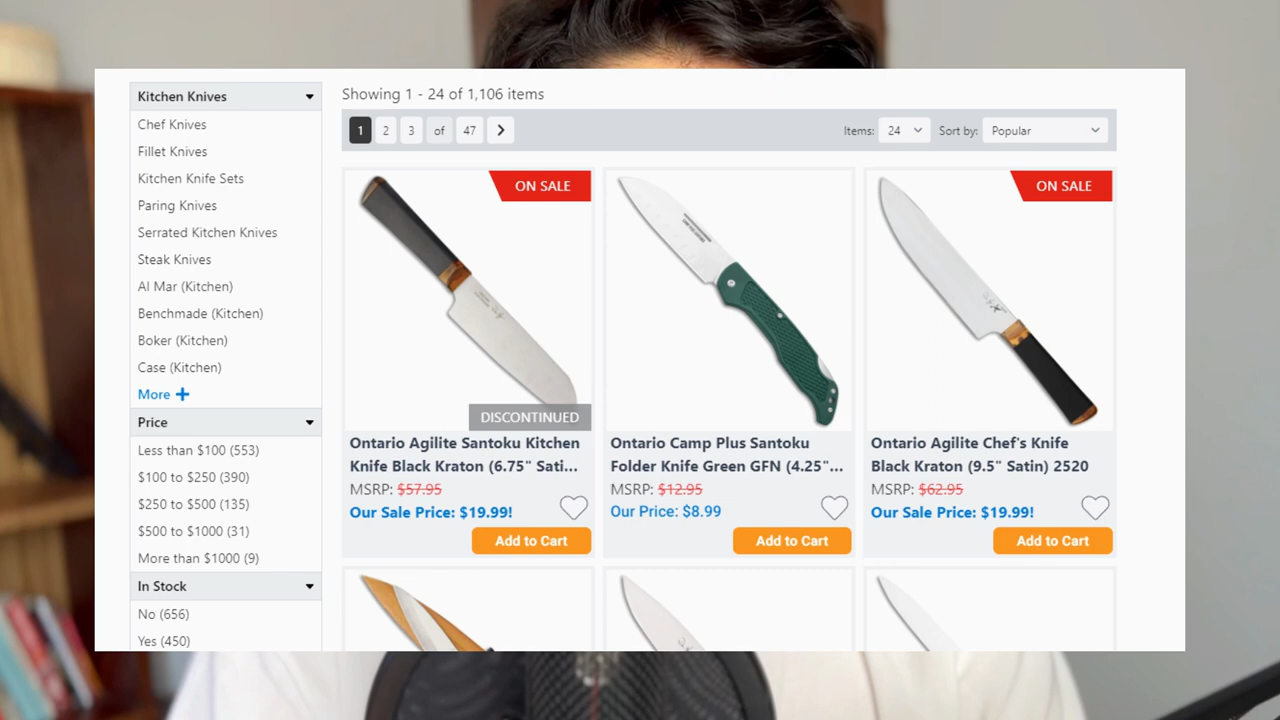 Kitchen Knives
Chef Knives
Fillet Knives
Kitchen Knife Sets
Paring Knives
Serrated Kitchen Knives
Steak Knives
Al Mar (Kitchen)
Benchmade (Kitchen)
Boker (Kitchen)
Case (Kitchen)
More +
Price
Less than $100 (553)
$100 to $250 (390)
$250 to $500 (135)
$500 to $1000 (31)
More than $1000 (9)
In Stock
No (656)
Yes (450)
Showing 1 - 24 of 1,106 items
1 2 3 of 47
Items: 24 Sort by: Popular
ON SALE
DISCONTINUED
Ontario Agilite Santoku Kitchen
Knife Black Kraton (6.75" Sati...
MSRP: $57.95
Our Sale Price: $19.99!
Add to Cart
Ontario Camp Plus Santoku
Folder Knife Green GFN (4.25"...
MSRP: $12.95
Our Price: $8.99
Add to Cart
ON SALE
Ontario Agilite Chef's Knife
Black Kraton (9.5" Satin) 2520
MSRP: $62.95
Our Sale Price: $19.99!
Add to Cart